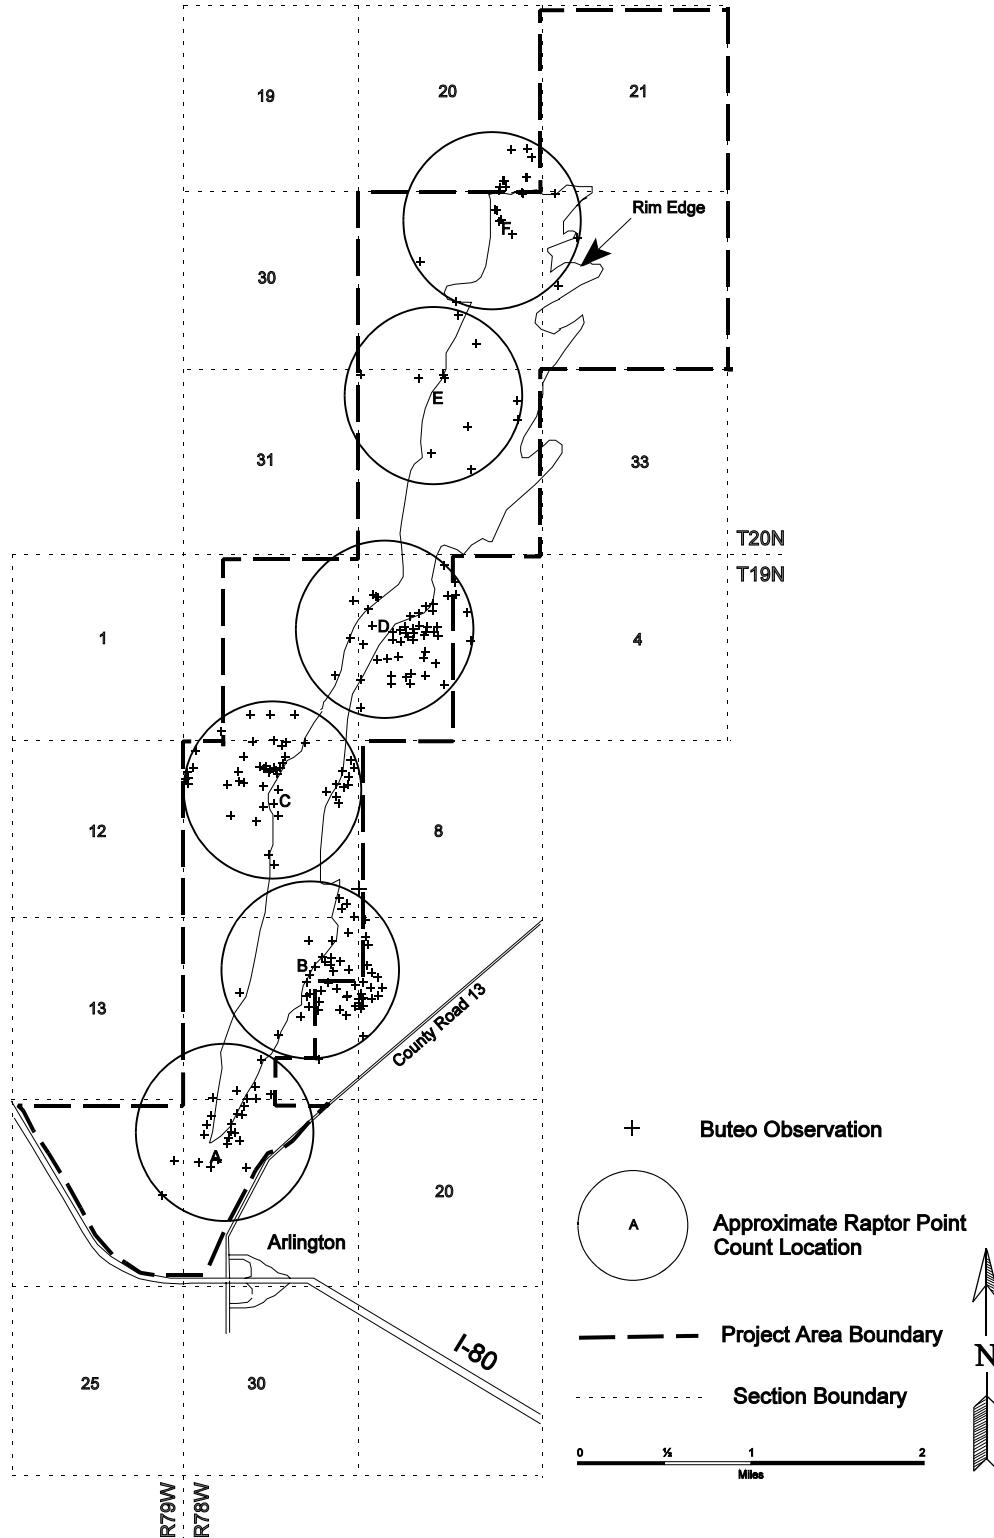 19
20
21
Rim Edge
F
30
E
31
33
T20N
T19N
1
D
4
C
12
8
B
13
County Road 13
A
Buteo Observation
20
A
Approximate Raptor Point
Count Location
Arlington
Project Area Boundary
I-80
N
25
30
Section Boundary
0
½
1
2
Miles
R79W
R78W